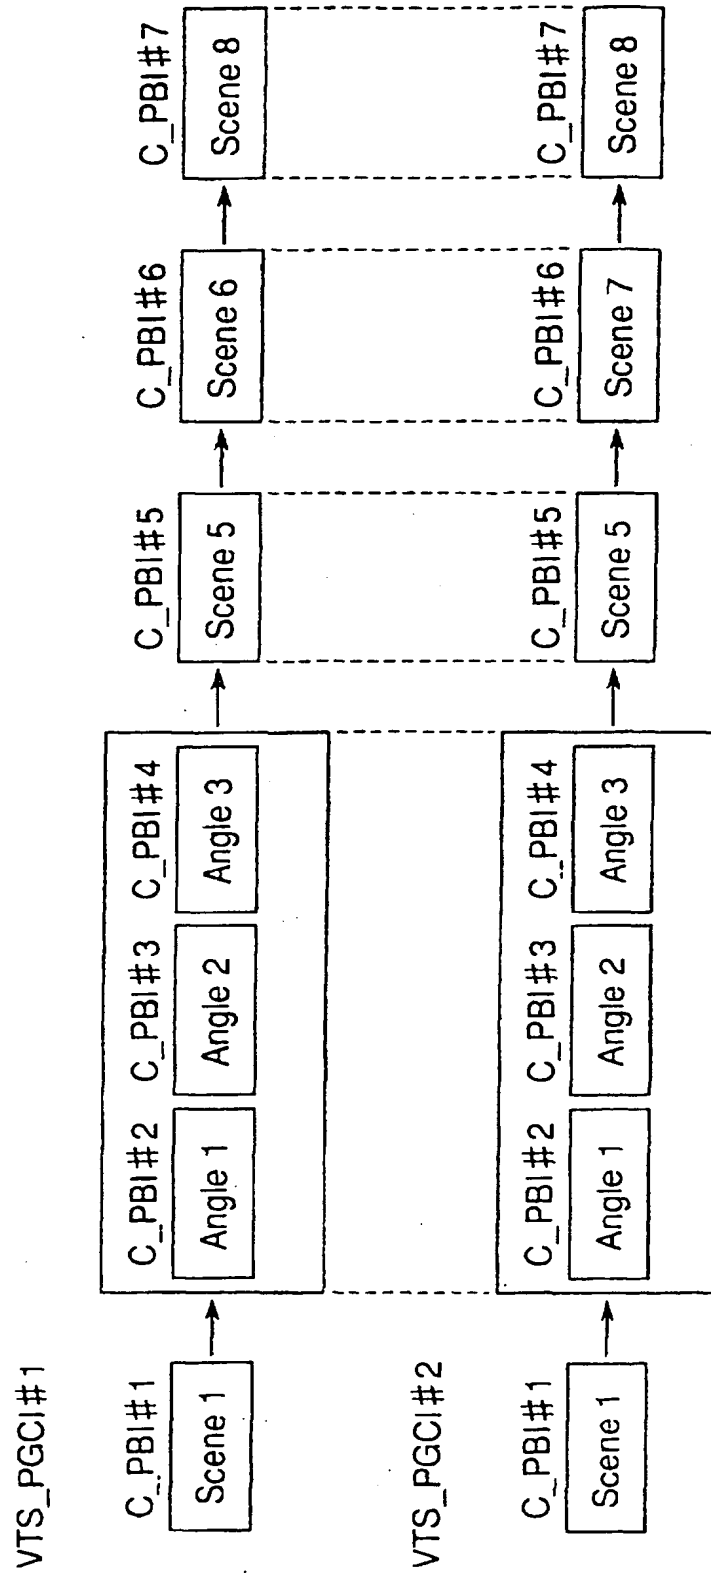 VTS_PGCI#1
C_PBI#1
Scene 1
C_PBI#2
Angle 1
C_PBI#3
Angle 2
C_PBI#4
Angle 3
C_PBI#5
Scene 5
C_PBI#6
Scene 6
C_PBI#7
Scene 8
VTS_PGCI#2
C_PBI#1
Scene 1
C_PBI#2
Angle 1
C_PBI#3
Angle 2
C_PBI#4
Angle 3
C_PBI#5
Scene 5
C_PBI#6
Scene 7
C_PBI#7
Scene 8